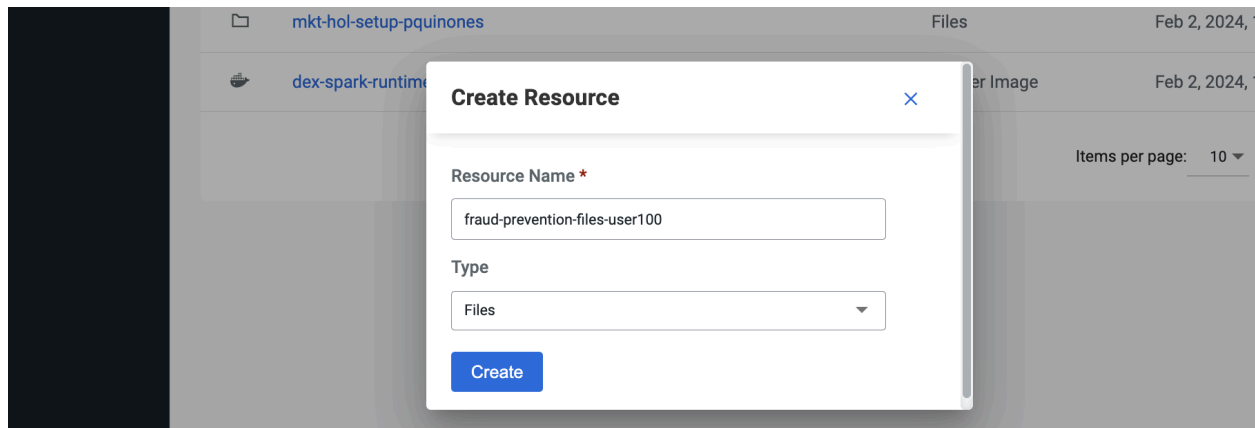 mkt-hol-setup-pquinones Files Feb 2, 2024,
dex-spark-runtime er Image Feb 2, 2024,
Create Resource
Items per page: 10
Resource Name *
fraud-prevention-files-user100
Type
Files
Create